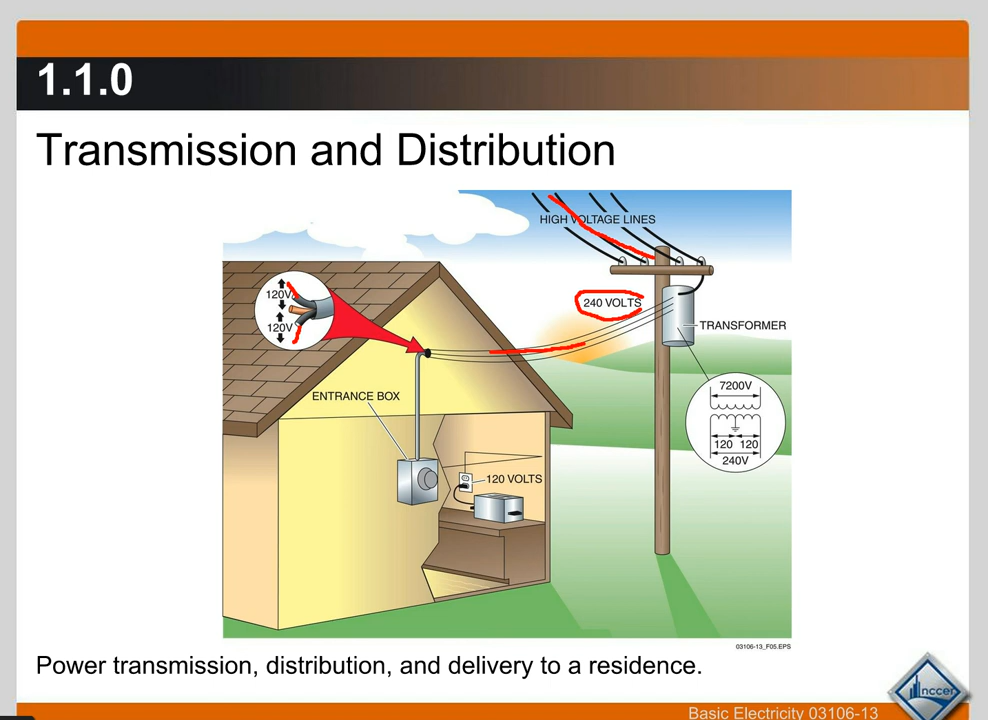 1.1.0
Transmission and Distribution
HIGH VOLTAGE LINES
120V
120V
240 VOLTS
TRANSFORMER
7200V
120 120
240V
ENTRANCE BOX
120 VOLTS
03106-13_F05.EPS
Power transmission, distribution, and delivery to a residence.
nccer
Basic Electricity 03106-13